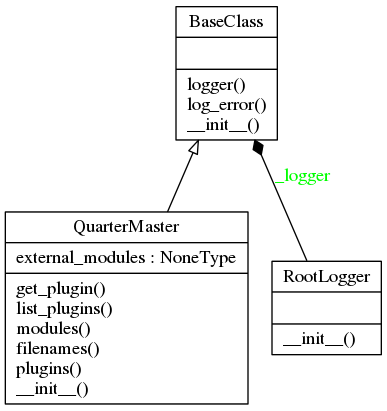 BaseClass
logger()
log_error()
__init__()
_logger
QuarterMaster
external_modules : NoneType
get_plugin()
list_plugins()
modules()
filenames()
plugins()
__init__()
RootLogger
__init__()